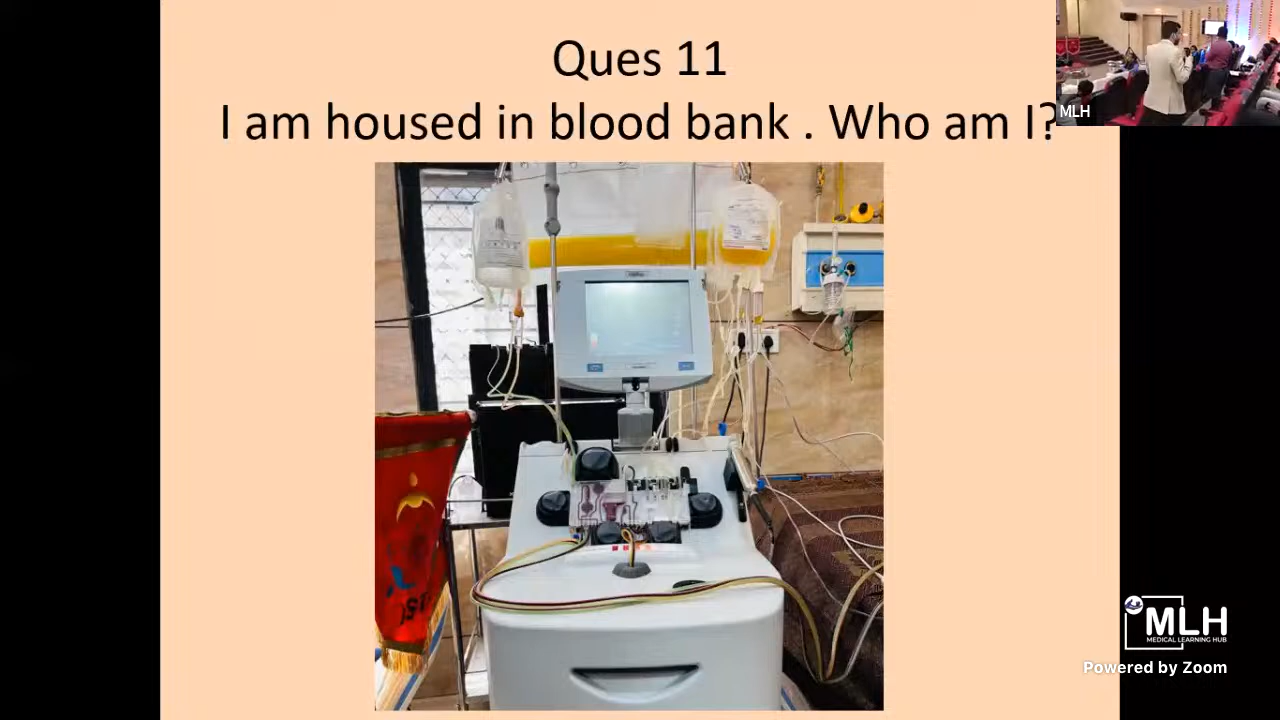 Ques 11
I am housed in blood bank . Who am I?
MLH
MLH
MEDICAL LEARNING HUB
Powered by Zoom